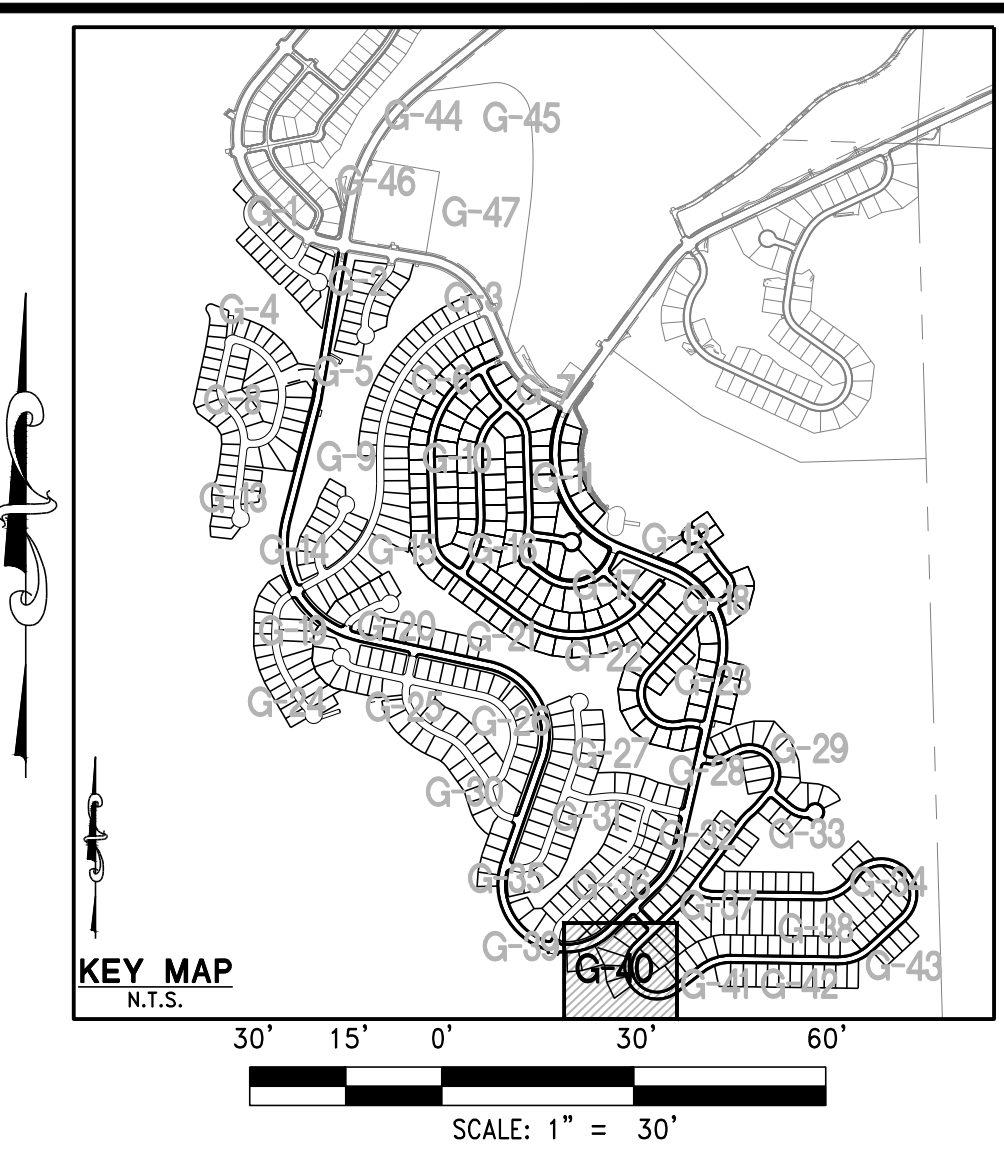 G-44 G-45
G-46
G-1 G-47
G-2
G-3
G-4
G-5
G-6 G-7
G-8
G-9 G-10
G-11
G-13
G-12
G-14 G-15 G-16
G-17
G-18
G-19 G-20 G-21
G-22
G-23
G-24 G-25
G-26
G-27 G-29
G-28
G-30
G-31 G-32 G-33
G-35 G-36 G-34
G-37
G-38
G-39
G-40 G-43
G-41 G-42
KEY MAP
N.T.S.
30' 15' 0' 30' 60'
SCALE: 1" = 30'